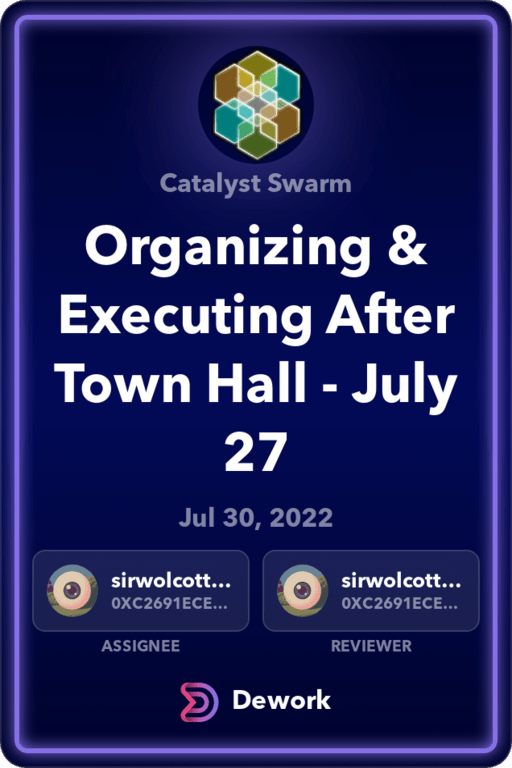 Catalyst Swarm
Organizing &
Executing After
Town Hall - July
27
Jul 30, 2022
sirwolcott...
0XC2691ECE...
sirwolcott...
0XC2691ECE...
ASSIGNEE
REVIEWER
Dework